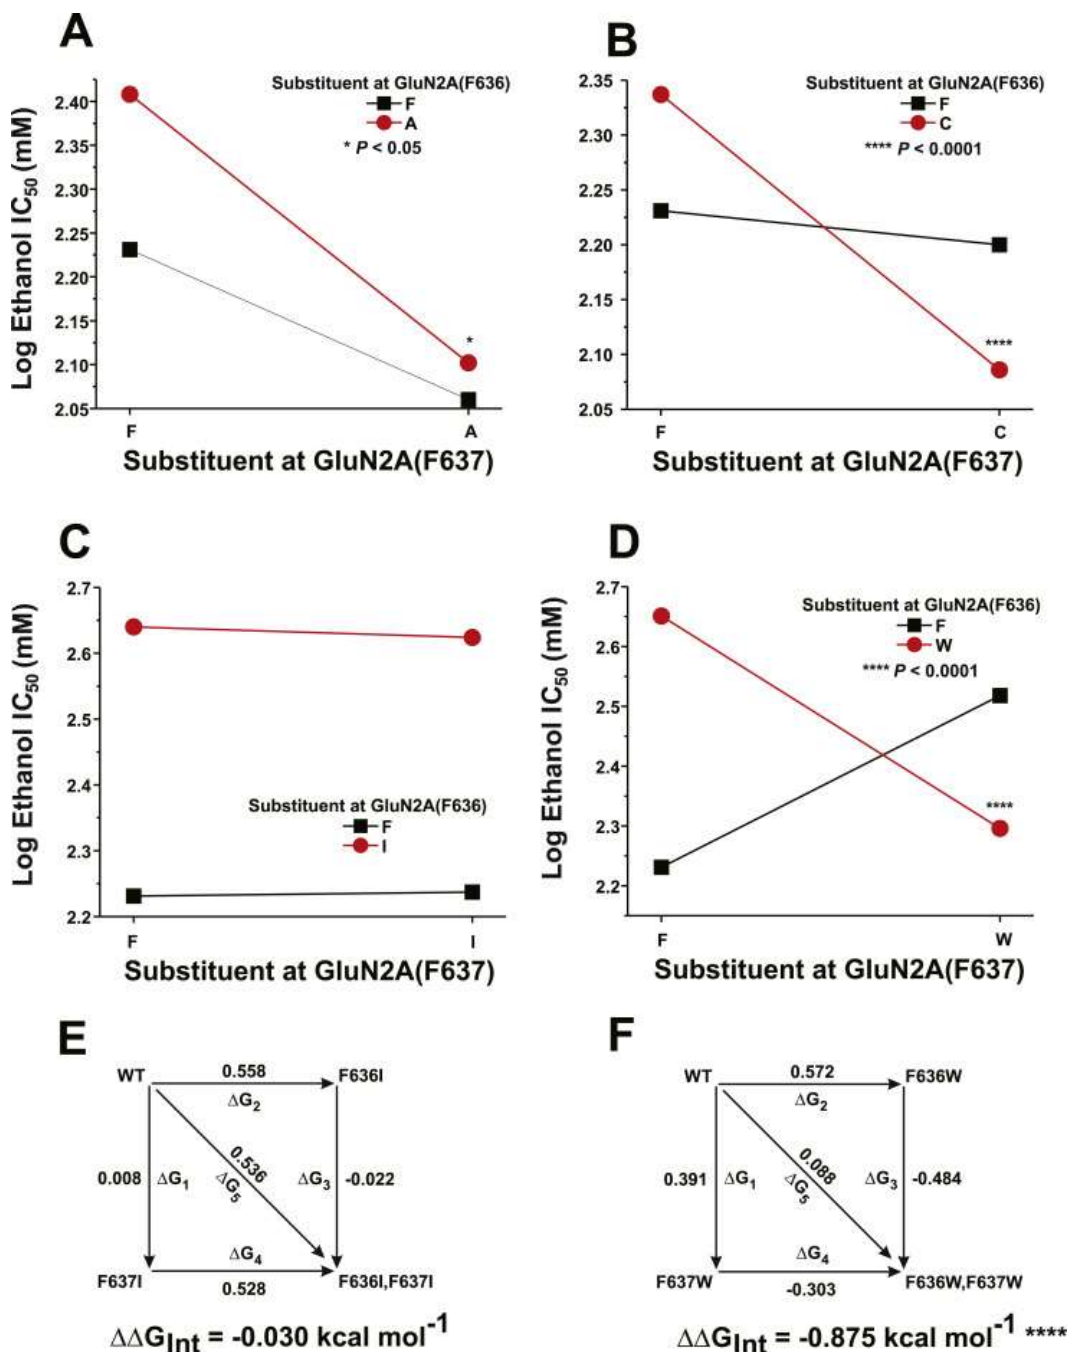 A
Log Ethanol IC50 (mM)
2.40
2.35
2.30
2.25
2.20
2.15
2.10
2.05
Substituent at GluN2A(F636)
F
A
* P < 0.05
*
F
A
Substituent at GluN2A(F637)
B
2.35
2.30
2.25
2.20
2.15
2.10
2.05
Substituent at GluN2A(F636)
F
C
**** P < 0.0001
****
F
C
Substituent at GluN2A(F637)
C
Log Ethanol IC50 (mM)
2.7
2.6
2.5
2.4
2.3
2.2
Substituent at GluN2A(F636)
F
I
F
I
Substituent at GluN2A(F637)
D
Log Ethanol IC50 (mM)
2.7
2.6
2.5
2.4
2.3
2.2
Substituent at GluN2A(F636)
F
W
**** P < 0.0001
****
F
W
Substituent at GluN2A(F637)
E
WT
0.558
F636I
ΔG2
0.536
0.008
ΔG1
ΔG5
ΔG3
-0.022
ΔG4
F637I
0.528
F636I,F637I
ΔΔGInt = -0.030 kcal mol-1
F
WT
0.572
F636W
ΔG2
0.088
0.391
ΔG1
ΔG5
ΔG3
-0.484
ΔG4
F637W
-0.303
F636W,F637W
ΔΔGInt = -0.875 kcal mol-1 ****